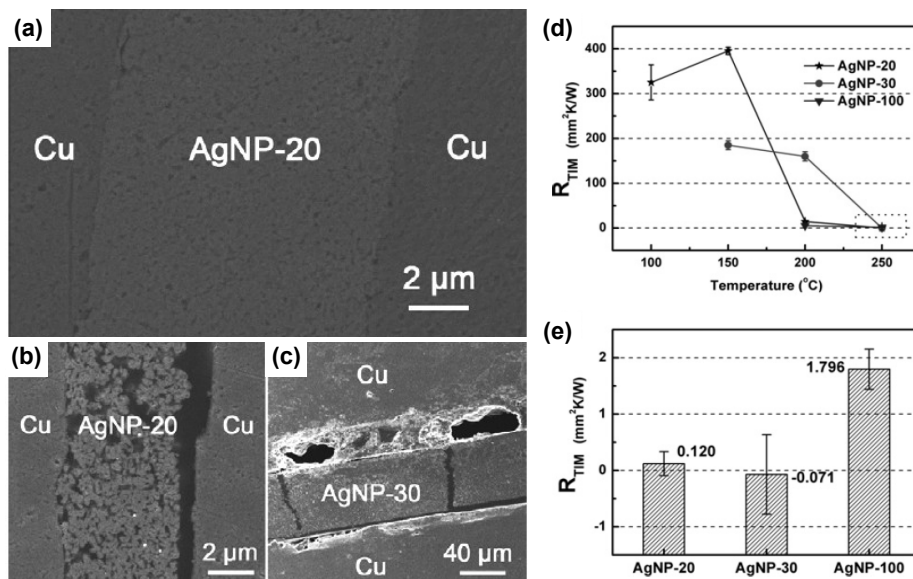 (a)
Cu
AgNP-20
Cu
2 µm
(b)
Cu
AgNP-20
Cu
2 µm
(c)
Cu
AgNP-30
Cu
40 µm
(d)
400
300
200
100
0
R_TIM (mm²K/W)
AgNP-20
AgNP-30
AgNP-100
100 150 200 250
Temperature (°C)
(e)
2
1
0
-1
R_TIM (mm²K/W)
0.120
-0.071
1.796
AgNP-20 AgNP-30 AgNP-100